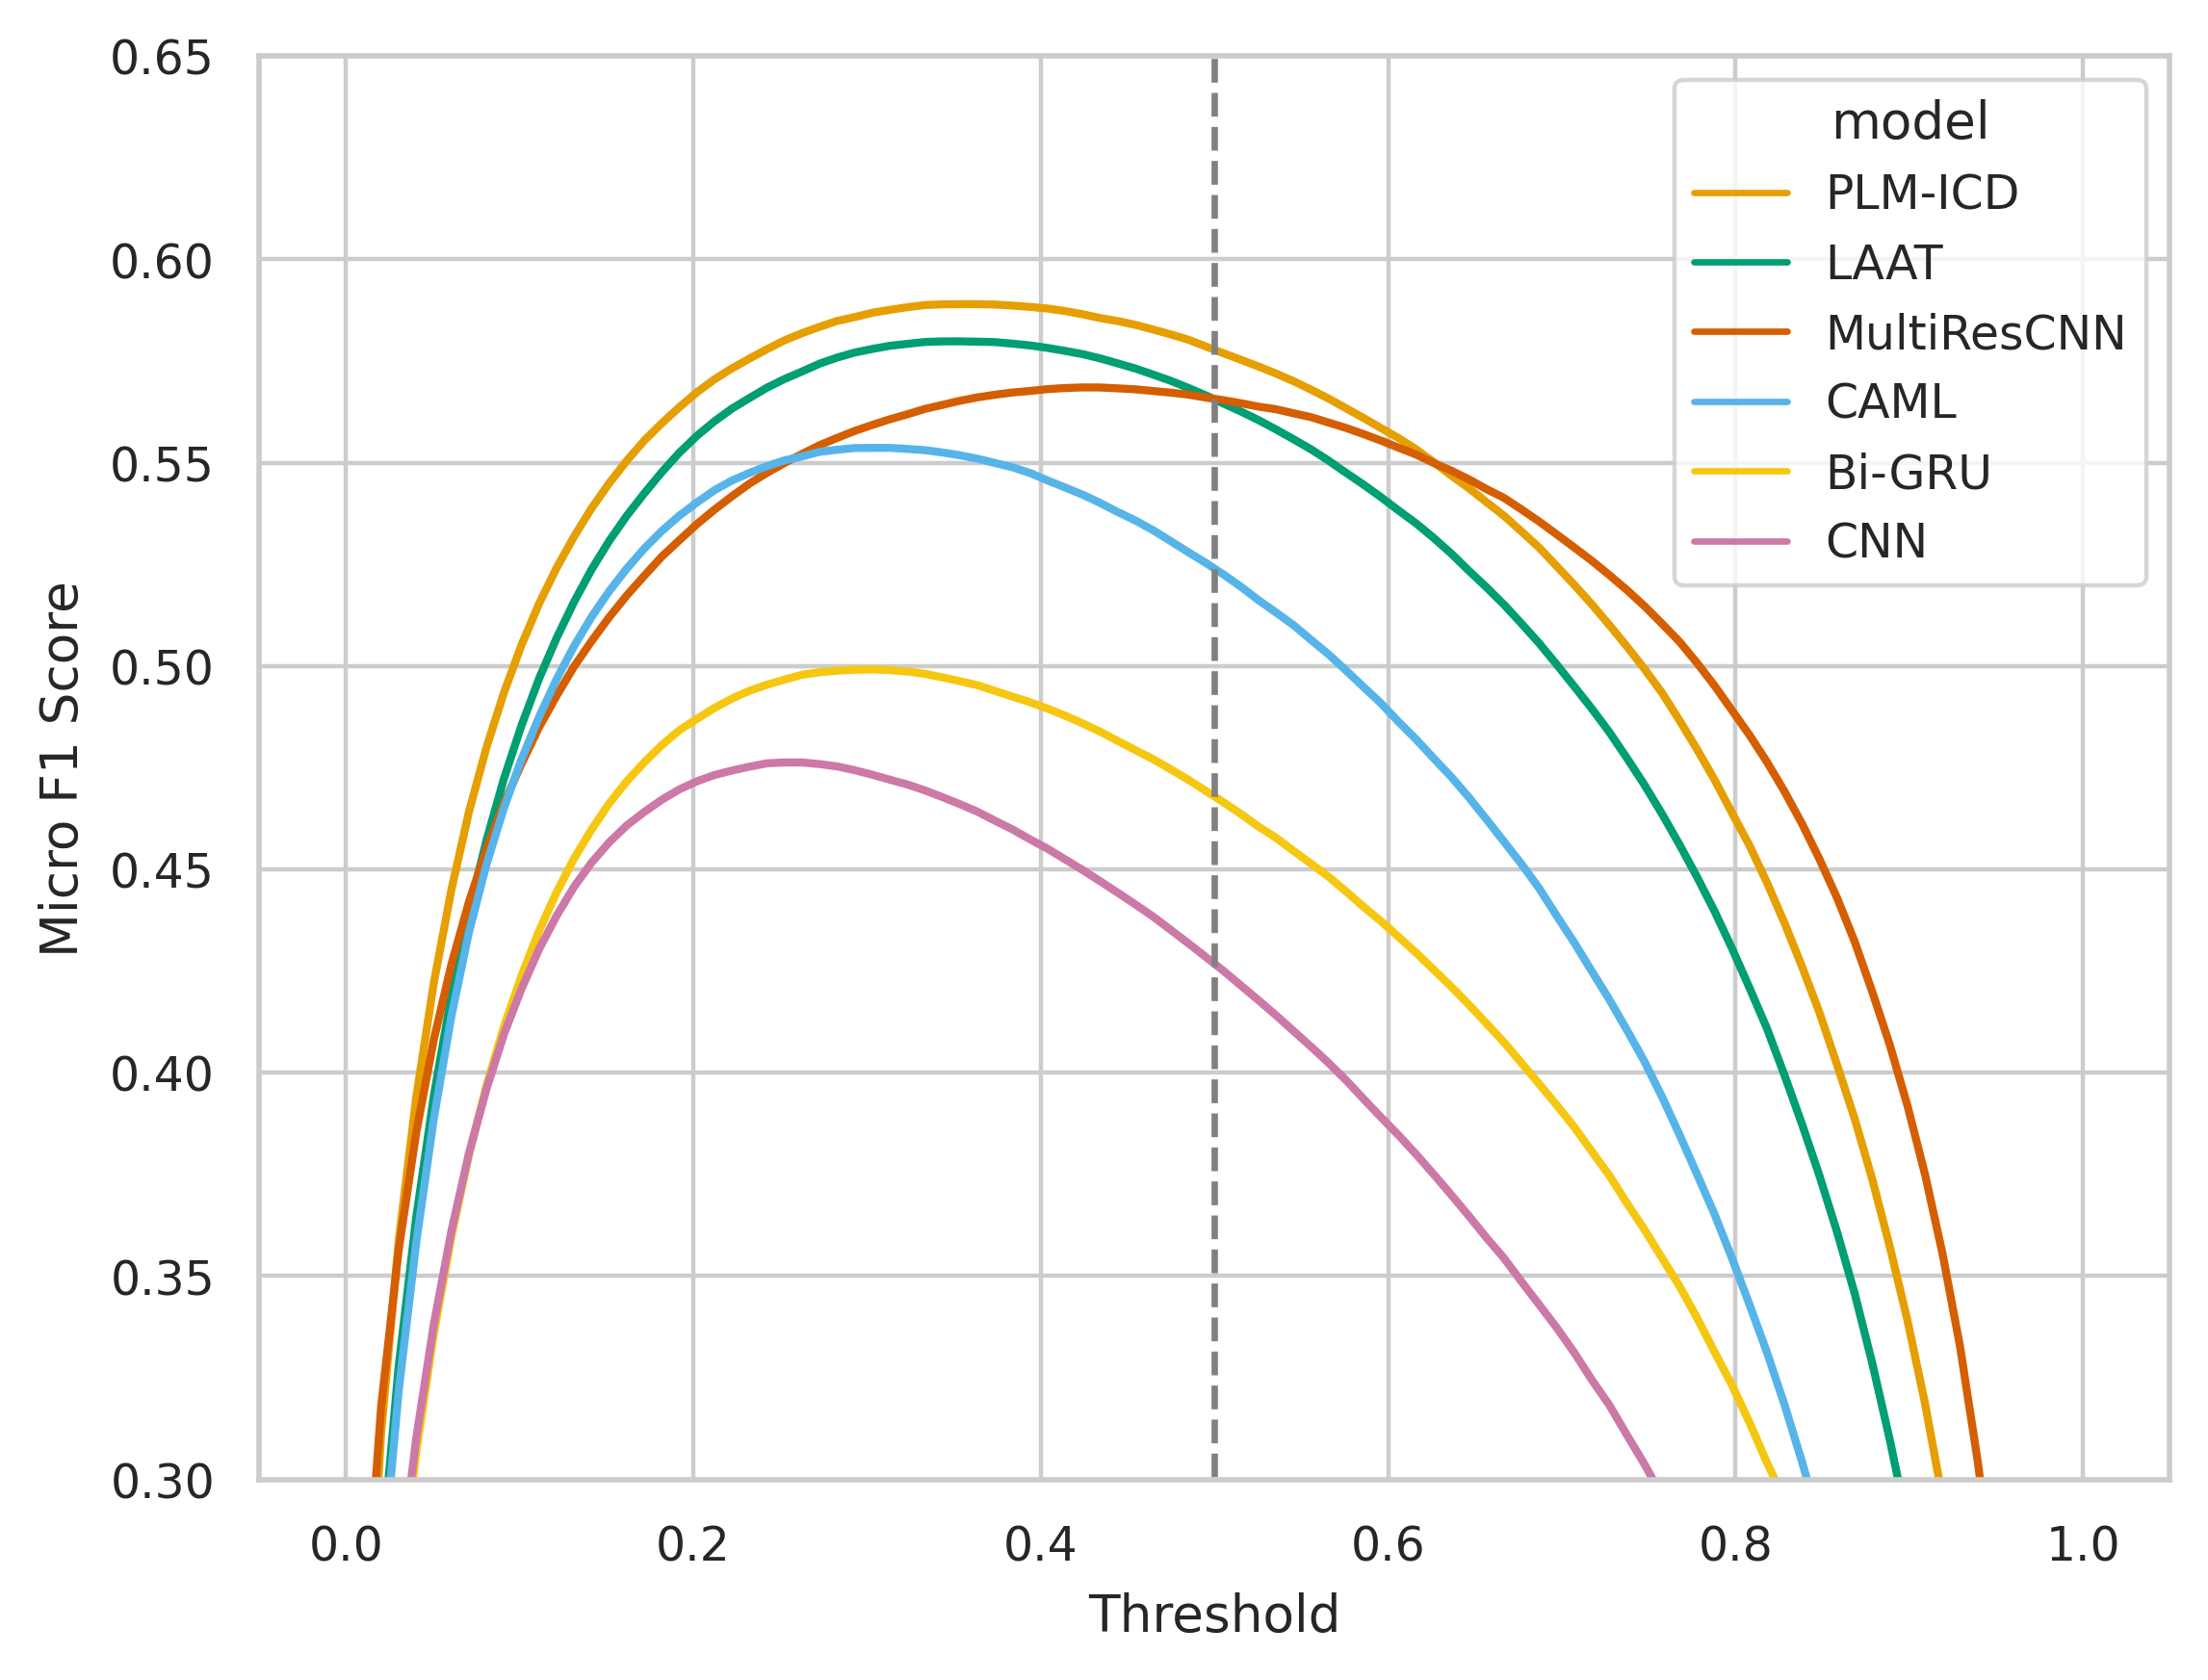 0.65
0.60
0.55
0.50
0.45
0.40
0.35
0.30
Micro F1 Score
0.0 0.2 0.4 0.6 0.8 1.0
Threshold
model
PLM-ICD
LAAT
MultiResCNN
CAML
Bi-GRU
CNN